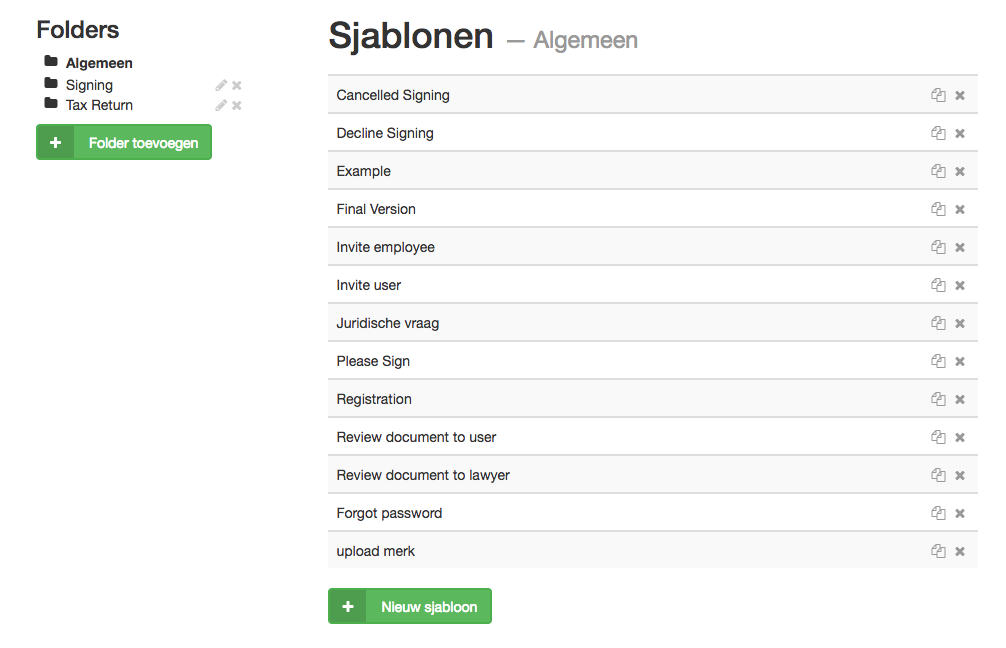 Folders
Algemeen
Signing
Tax Return
Folder toevoegen
Sjablonen — Algemeen
Cancelled Signing
Decline Signing
Example
Final Version
Invite employee
Invite user
Juridische vraag
Please Sign
Registration
Review document to user
Review document to lawyer
Forgot password
upload merk
Nieuw sjabloon